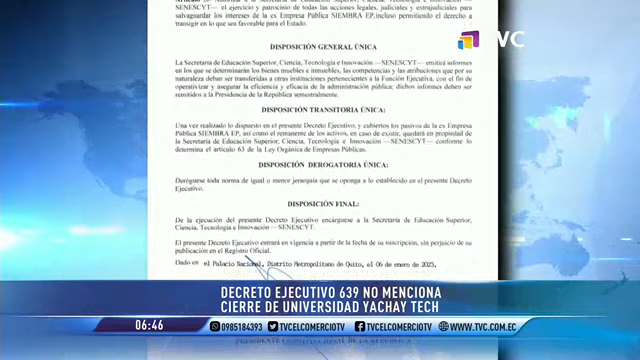 SENESCYT—, el ejercicio y patrocinio de todas las acciones legales, judiciales y extrajudiciales para
salvaguardar los intereses de la ex Empresa Pública SIEMBRA EP, incluso permitiendo el derecho a
transigir en lo que sea favorable para el Estado.
TVC
DISPOSICIÓN GENERAL ÚNICA
La Secretaría de Educación Superior, Ciencia, Tecnología e Innovación —SENESCYT— emitirá informes
en los que se determinarán los bienes muebles e inmuebles, las competencias y las atribuciones que por su
naturaleza deban ser transferidas a otras instituciones pertenecientes a la Función Ejecutiva, con el fin de
operativizar y asegurar la eficiencia y eficacia de la administración pública; dichos informes deben ser
remitidos a la Presidencia de la República semestralmente.
DISPOSICIÓN TRANSITORIA ÚNICA:
Una vez realizado lo dispuesto en el presente Decreto Ejecutivo, y cubiertos los pasivos de la ex Empresa
Pública SIEMBRA EP, así como el remanente de los activos, en caso de existir, quedará en propiedad de
la Secretaría de Educación Superior, Ciencia, Tecnología e Innovación —SENESCYT— conforme lo
determina el artículo 63 de la Ley Orgánica de Empresas Públicas.
DISPOSICIÓN DEROGATORIA ÚNICA:
Deróguese toda norma de igual o menor jerarquía que se oponga a lo establecido en el presente Decreto
Ejecutivo.
DISPOSICIÓN FINAL:
De la ejecución del presente Decreto Ejecutivo encárguese a la Secretaría de Educación Superior,
Ciencia, Tecnología e Innovación —SENESCYT.
El presente Decreto Ejecutivo entrará en vigencia a partir de la fecha de su suscripción, sin perjuicio de su
publicación en el Registro Oficial.
Dado en el Palacio Nacional, Distrito Metropolitano de Quito, el 06 de enero de 2023,
DECRETO EJECUTIVO 639 NO MENCIONA
CIERRE DE UNIVERSIDAD YACHAY TECH
06:46 0985184393 TVCELCOMERCIOTV TVCELCOMERCIOTV WWW.TVC.COM.EC